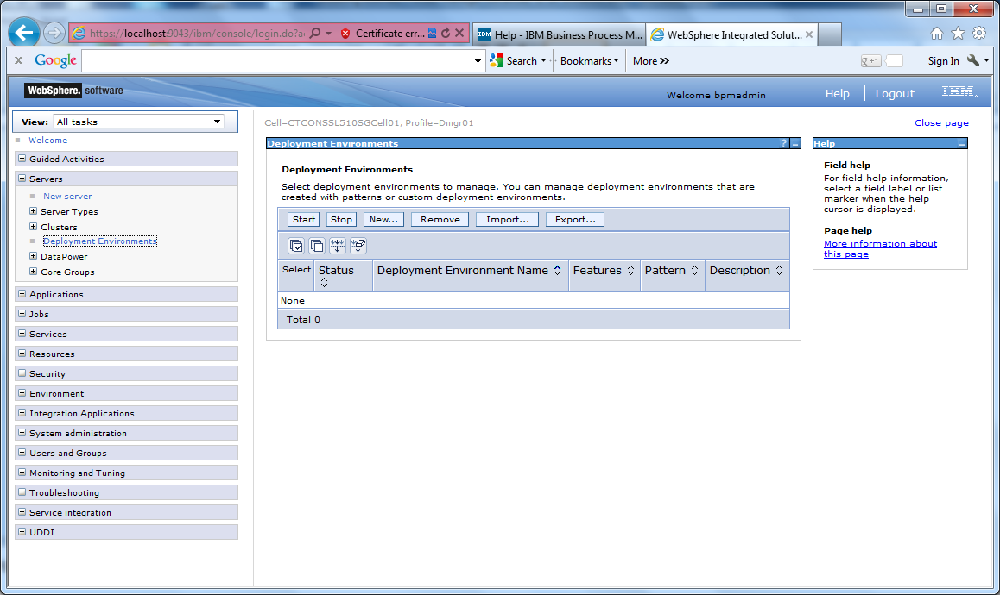 https://localhost:9043/ibm/console/login.do?a
Certificate err...
IBM Help - IBM Business Process M...
WebSphere Integrated Solut...
x Google Search Bookmarks More >> +1 Sign In
WebSphere. software
Welcome bpmadmin Help Logout IBM.
View: All tasks
Welcome
Guided Activities
Servers
New server
Server Types
Clusters
Deployment Environments
DataPower
Core Groups
Applications
Jobs
Services
Resources
Security
Environment
Integration Applications
System administration
Users and Groups
Monitoring and Tuning
Troubleshooting
Service integration
UDDI
Cell=CTCONSSL510SGCell01, Profile=Dmgr01
Close page
Deployment Environments ? _
Deployment Environments
Select deployment environments to manage. You can manage deployment environments that are
created with patterns or custom deployment environments.
Start Stop New... Remove Import... Export...
Select Status Deployment Environment Name Features Pattern Description
None
Total 0
Help _
Field help
For field help information,
select a field label or list
marker when the help
cursor is displayed.
Page help
More information about
this page